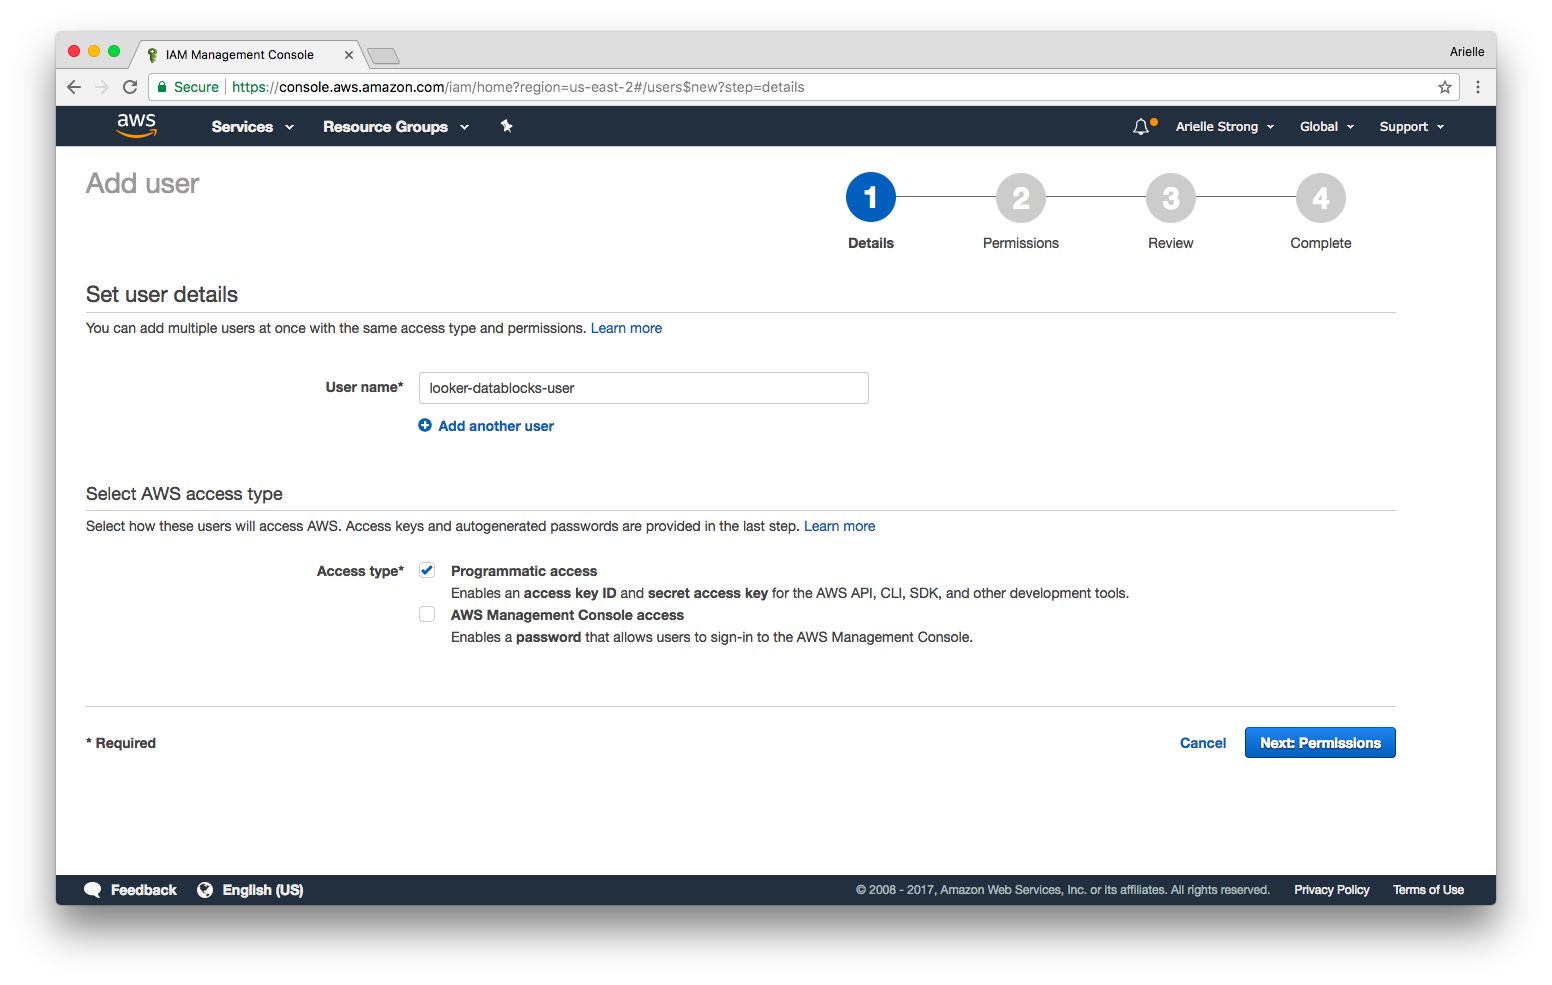 IAM Management Console
Arielle
Secure https://console.aws.amazon.com/iam/home?region=us-east-2#/users$new?step=details
aws Services Resource Groups Arielle Strong Global Support
Add user
1 2 3 4
Details Permissions Review Complete
Set user details
You can add multiple users at once with the same access type and permissions. Learn more
User name* looker-datablocks-user
Add another user
Select AWS access type
Select how these users will access AWS. Access keys and autogenerated passwords are provided in the last step. Learn more
Access type* Programmatic access
Enables an access key ID and secret access key for the AWS API, CLI, SDK, and other development tools.
AWS Management Console access
Enables a password that allows users to sign-in to the AWS Management Console.
* Required Cancel Next: Permissions
Feedback English (US) © 2008 - 2017, Amazon Web Services, Inc. or its affiliates. All rights reserved. Privacy Policy Terms of Use